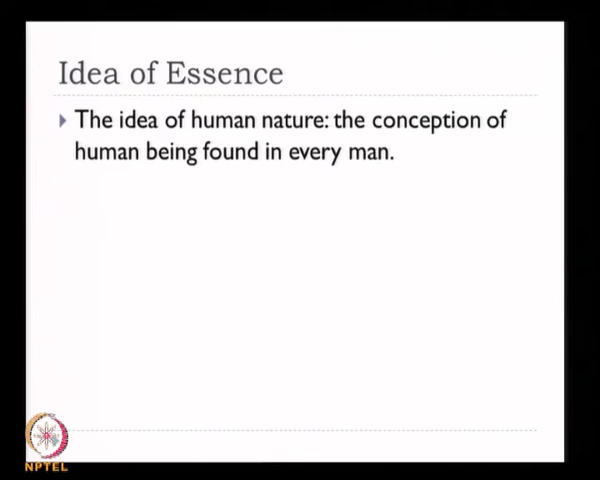 Idea of Essence
The idea of human nature: the conception of
human being found in every man.
NPTEL